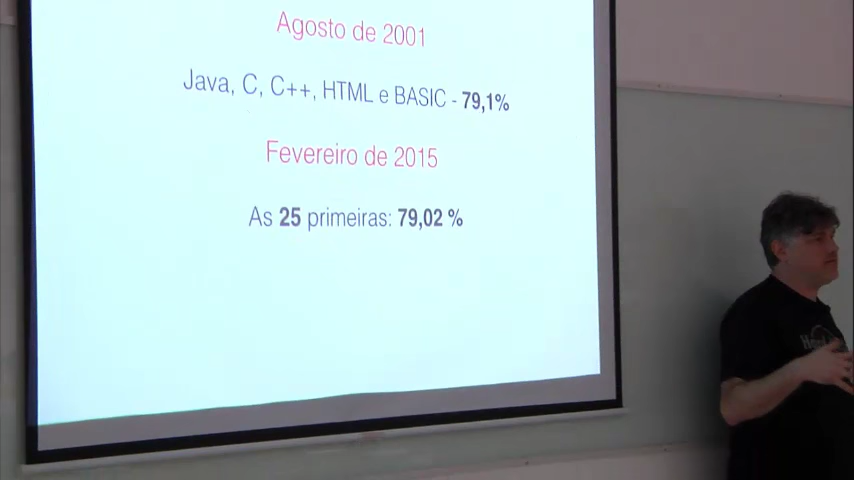 Agosto de 2001
Java, C, C++, HTML e BASIC - 79,1%
Fevereiro de 2015
As 25 primeiras: 79,02 %